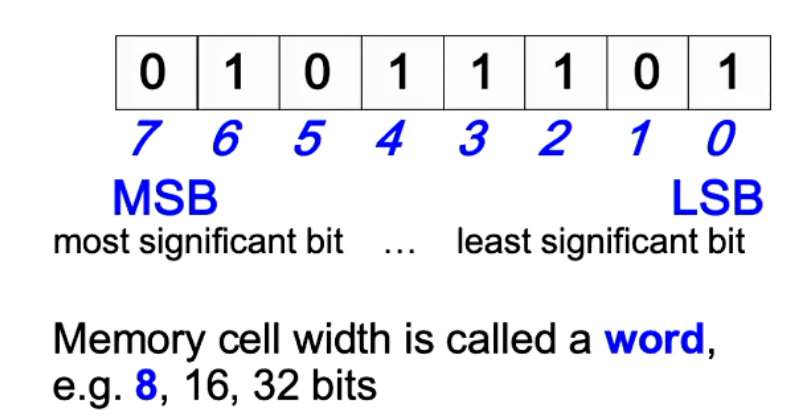 0 1 0 1 1 1 0 1
7 6 5 4 3 2 1 0
MSB LSB
most significant bit ... least significant bit
Memory cell width is called a word,
e.g. 8, 16, 32 bits